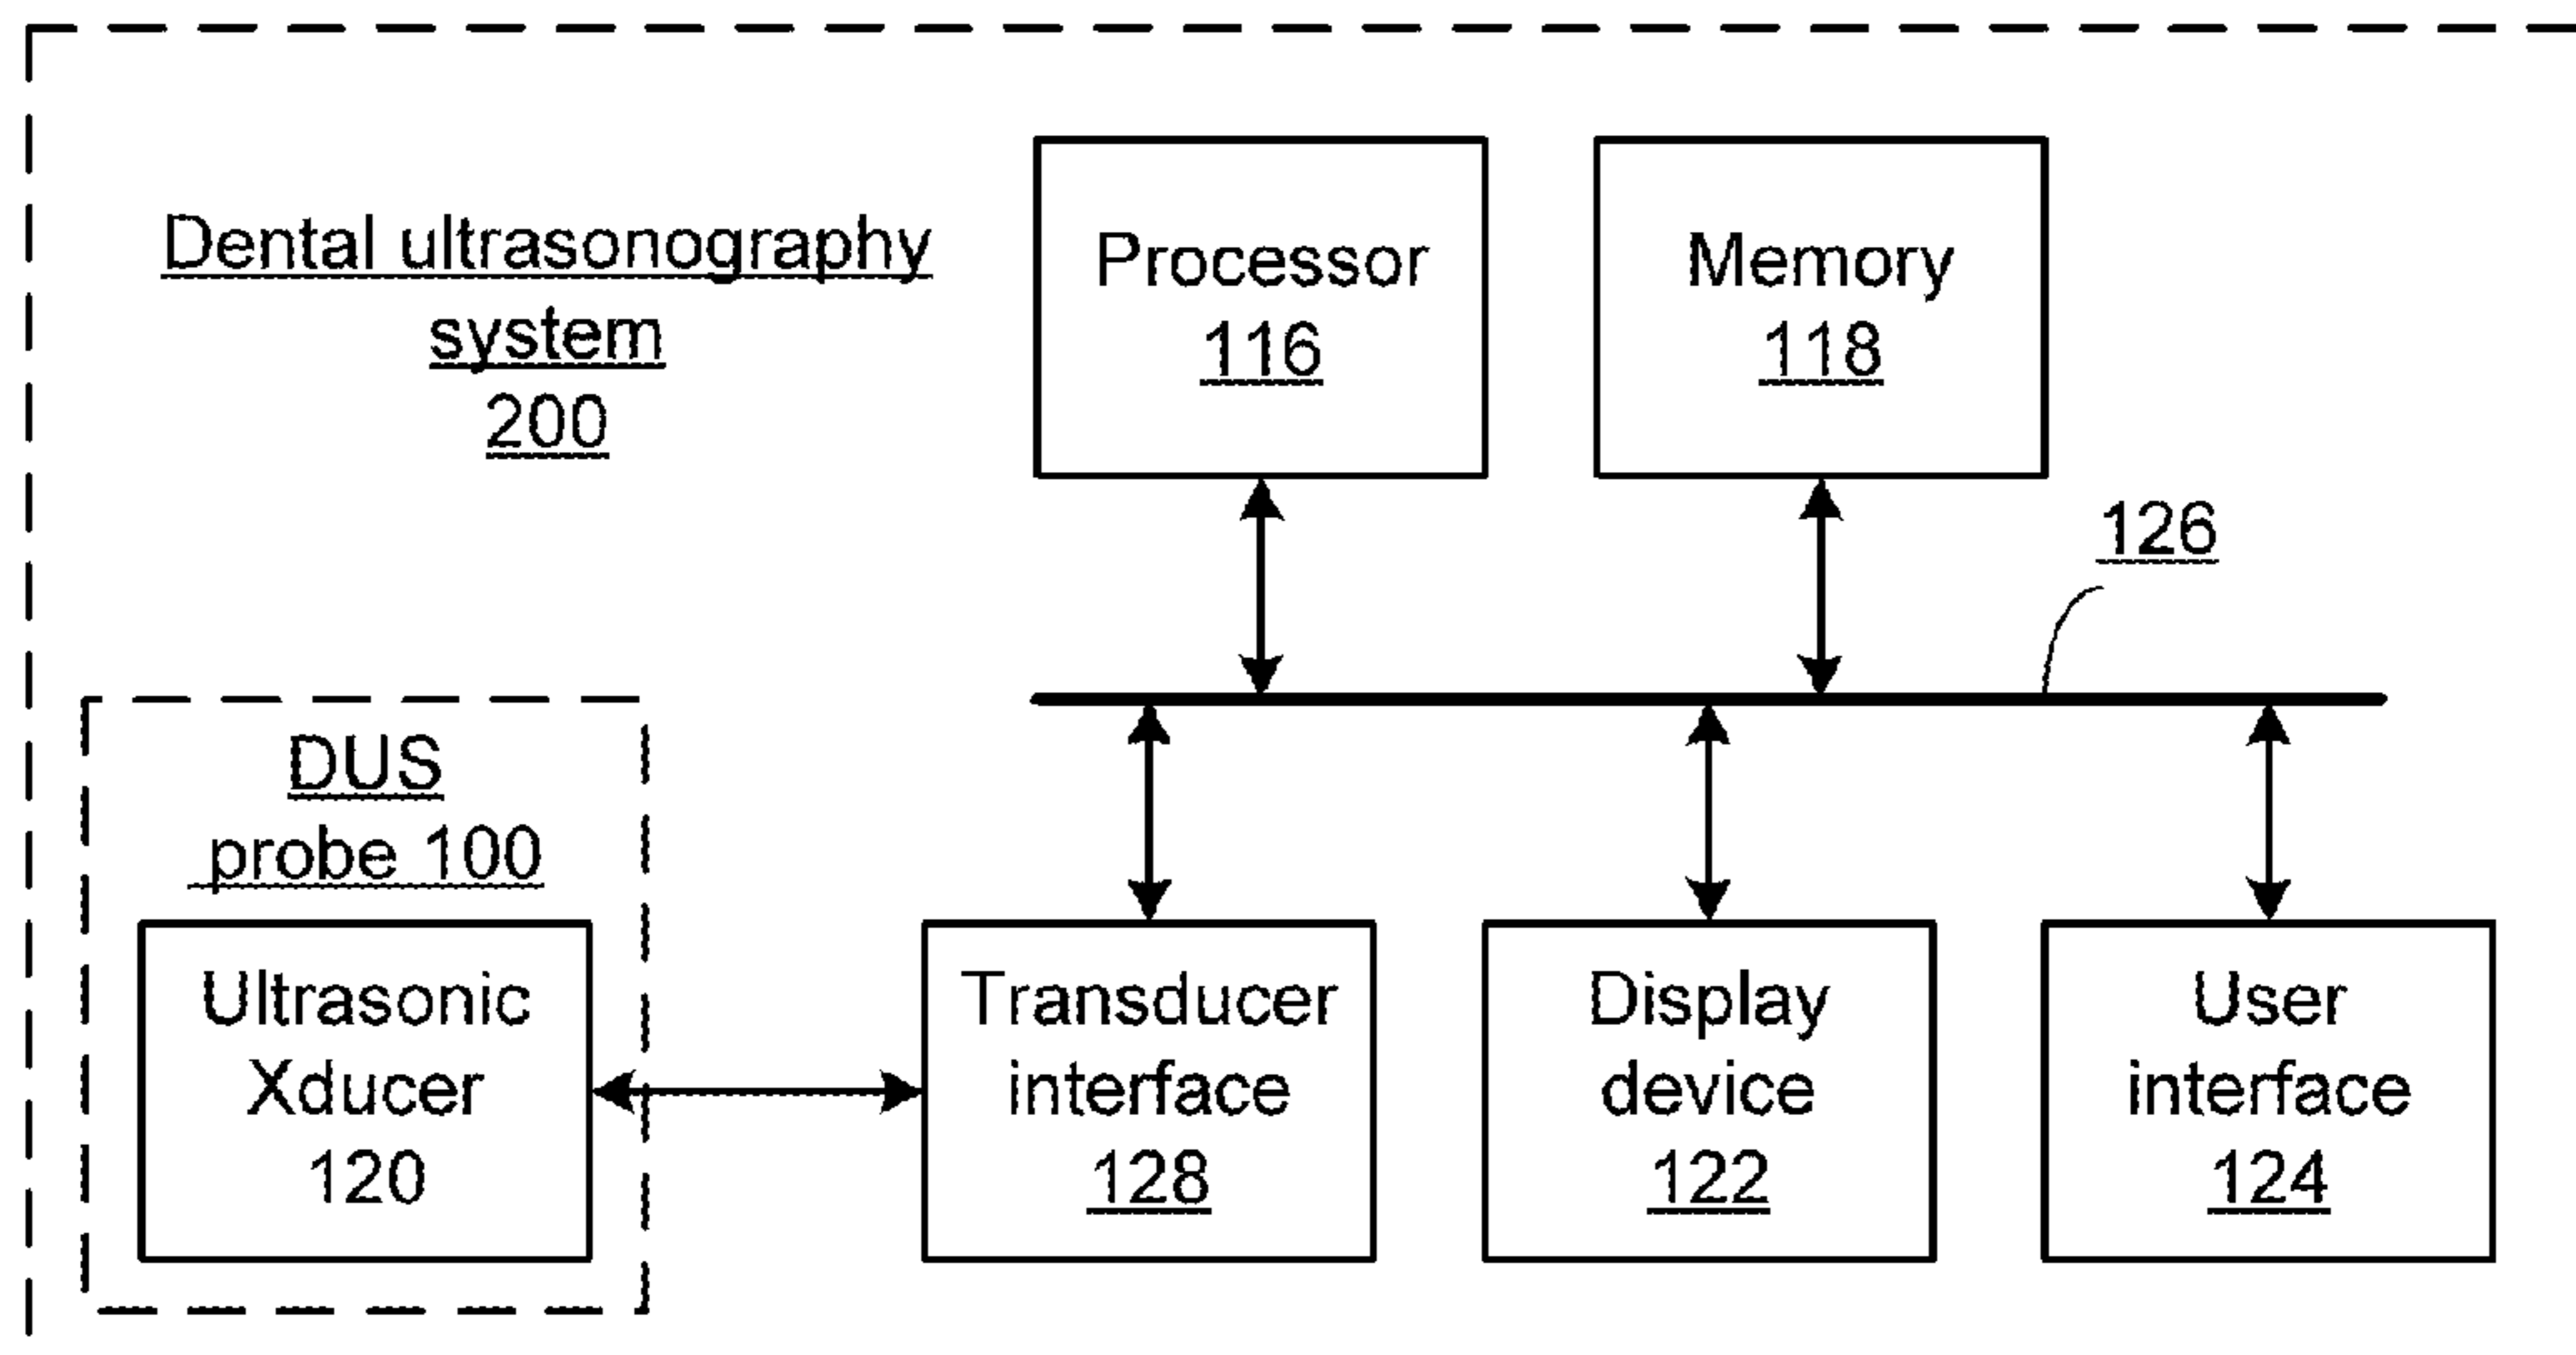 Dental ultrasonography
system
200
Processor
116
Memory
118
126
DUS
probe 100
Ultrasonic
Xducer
120
Transducer
interface
128
Display
device
122
User
interface
124